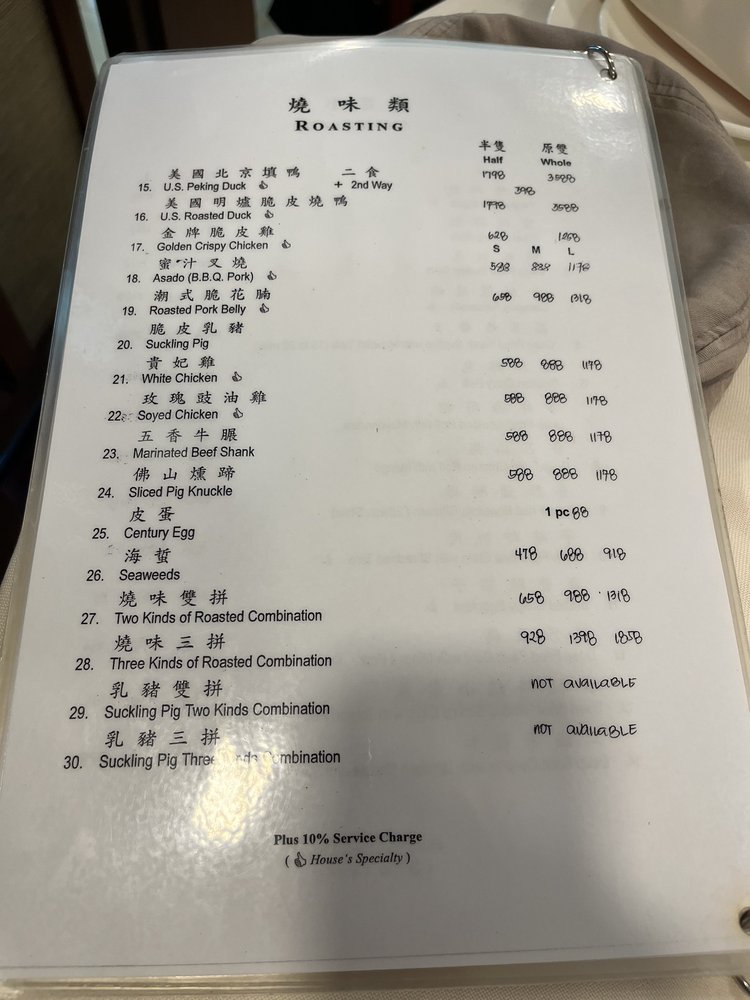 燒味類
ROASTING
半隻 原雙
Half Whole
美國北京填鴨 二食 1798 3588
15. U.S. Peking Duck + 2nd Way 398
美國明爐脆皮燒鴨 1798 3588
16. U.S. Roasted Duck
金牌脆皮雞 628
17. Golden Crispy Chicken S M L
蜜汁叉燒 588 888 1178
18. Asado (B.B.Q. Pork)
潮式脆花腩 658 988 1318
19. Roasted Pork Belly
脆皮乳豬
20. Suckling Pig
貴妃雞 588 888 1178
21. White Chicken
玫瑰豉油雞 588 888 1178
22. Soyed Chicken
五香牛腱 588 888 1178
23. Marinated Beef Shank
佛山燻蹄 588 888 1178
24. Sliced Pig Knuckle
皮蛋 1 pc 88
25. Century Egg
海蜇 478 688 918
26. Seaweeds
燒味雙拼 658 988 1318
27. Two Kinds of Roasted Combination
燒味三拼 928 1398 1858
28. Three Kinds of Roasted Combination
乳豬雙拼 NOT AVAILABLE
29. Suckling Pig Two Kinds Combination
乳豬三拼 NOT AVAILABLE
30. Suckling Pig Three Kinds Combination
Plus 10% Service Charge
( House's Specialty )